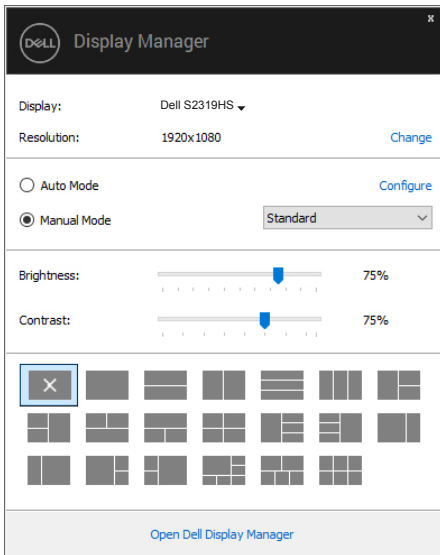 x
DELL Display Manager
Display: Dell S2319HS
Resolution: 1920x1080 Change
Auto Mode Configure
Manual Mode Standard
Brightness: 75%
Contrast: 75%
Open Dell Display Manager